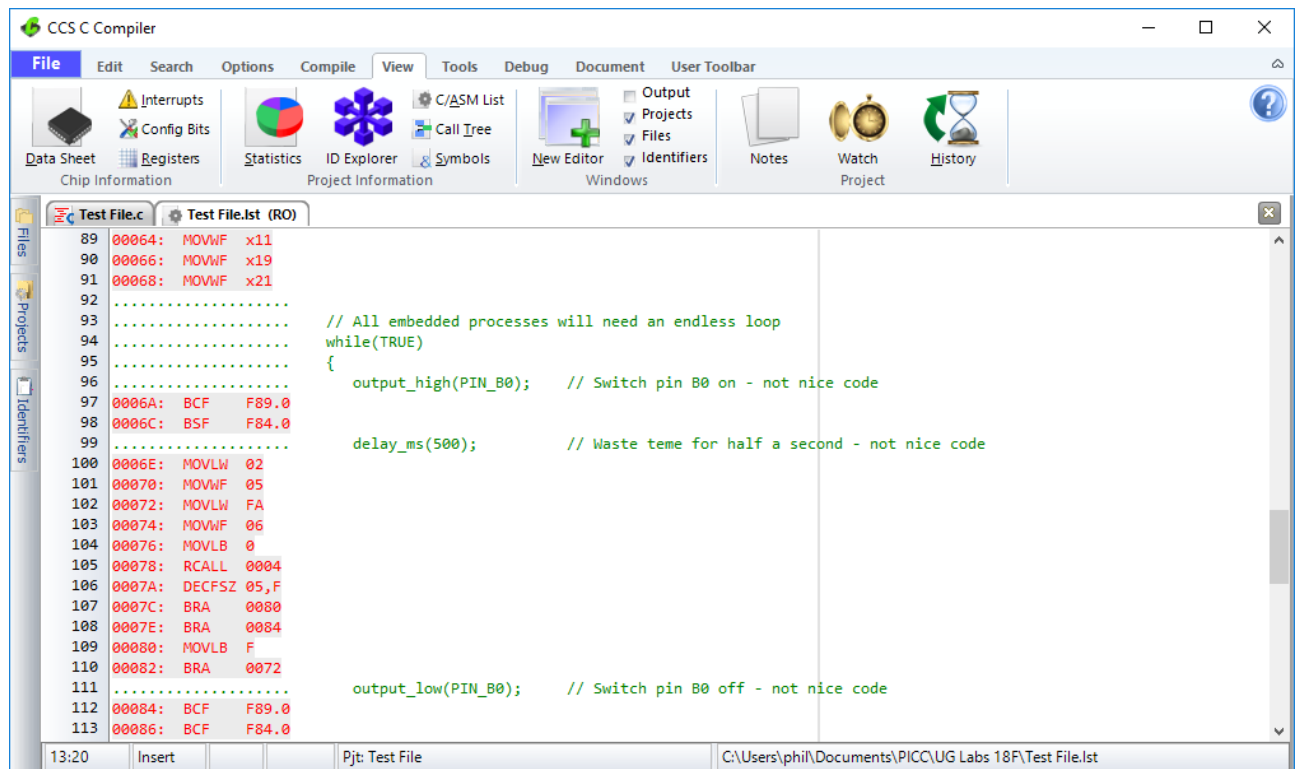 CCS C Compiler
File Edit Search Options Compile View Tools Debug Document User Toolbar
Interrupts C/ASM List Output
Config Bits Call Tree Projects
Files
Data Sheet Registers Statistics ID Explorer Symbols New Editor Identifiers Notes Watch History
Chip Information Project Information Windows Project
Test File.c Test File.lst (RO)
Files
Projects
Identifiers
89 00064: MOVWF x11
90 00066: MOVWF x19
91 00068: MOVWF x21
92 ....................
93 .................... // All embedded processes will need an endless loop
94 .................... while(TRUE)
95 .................... {
96 .................... output_high(PIN_B0); // Switch pin B0 on - not nice code
97 0006A: BCF F89.0
98 0006C: BSF F84.0
99 .................... delay_ms(500); // Waste teme for half a second - not nice code
100 0006E: MOVLW 02
101 00070: MOVWF 05
102 00072: MOVLW FA
103 00074: MOVWF 06
104 00076: MOVLB 0
105 00078: RCALL 0004
106 0007A: DECFSZ 05,F
107 0007C: BRA 0080
108 0007E: BRA 0084
109 00080: MOVLB F
110 00082: BRA 0072
111 .................... output_low(PIN_B0); // Switch pin B0 off - not nice code
112 00084: BCF F89.0
113 00086: BCF F84.0
13:20 Insert Pjt: Test File C:\Users\phil\Documents\PICC\UG Labs 18F\Test File.lst